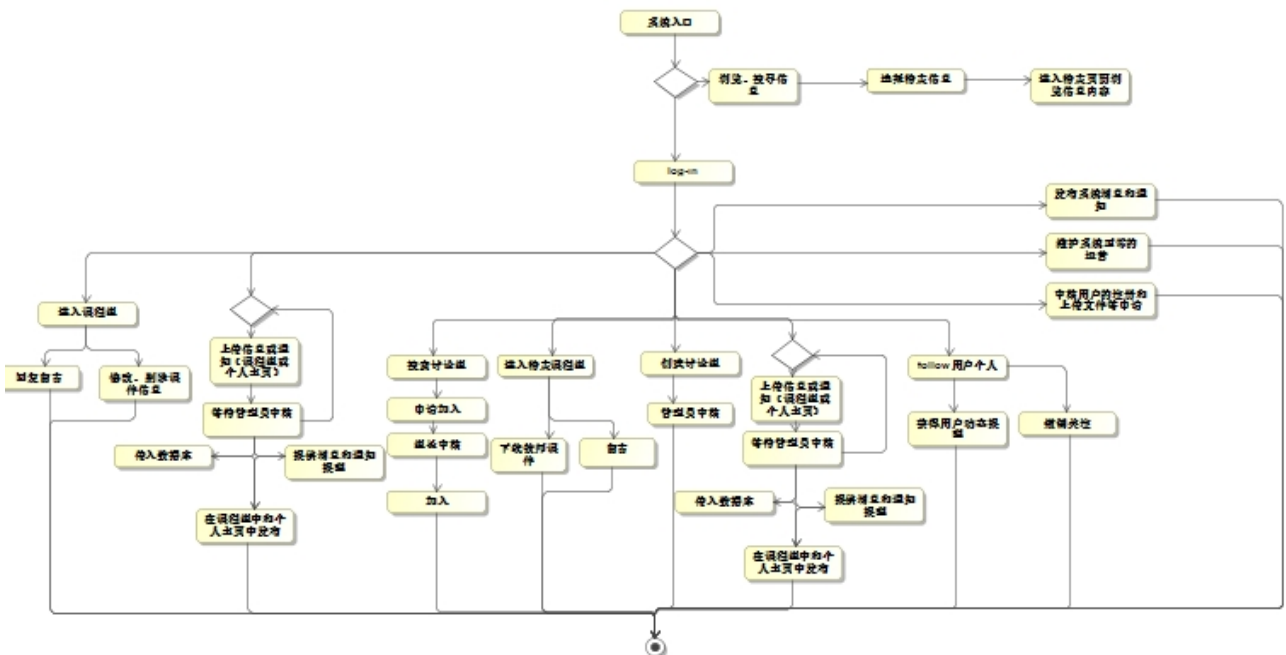 系统入口
浏览、搜寻信
息
选择特定信息
进入特定页面浏
览信息内容
log-in
发布系统消息和通
知
维护系统日常的
运营
审核用户的注册和
上传文件等申请
进入课程组
回复留言
修改、删除课
件信息
上传信息或通
知(课程组或
个人主页)
等待管理员审核
传入数据库
提供消息和通知
提醒
在课程组中和个
人主页中发布
搜索讨论组
申请加入
组长审核
加入
进入特定课程组
下载教师课
件
留言
创建讨论组
管理员审核
上传信息或通
知(课程组或
个人主页)
等待管理员审核
传入数据库
提供消息和通知
提醒
在课程组中和个
人主页中发布
follow用户个人
获得用户动态提
醒
撤销关注